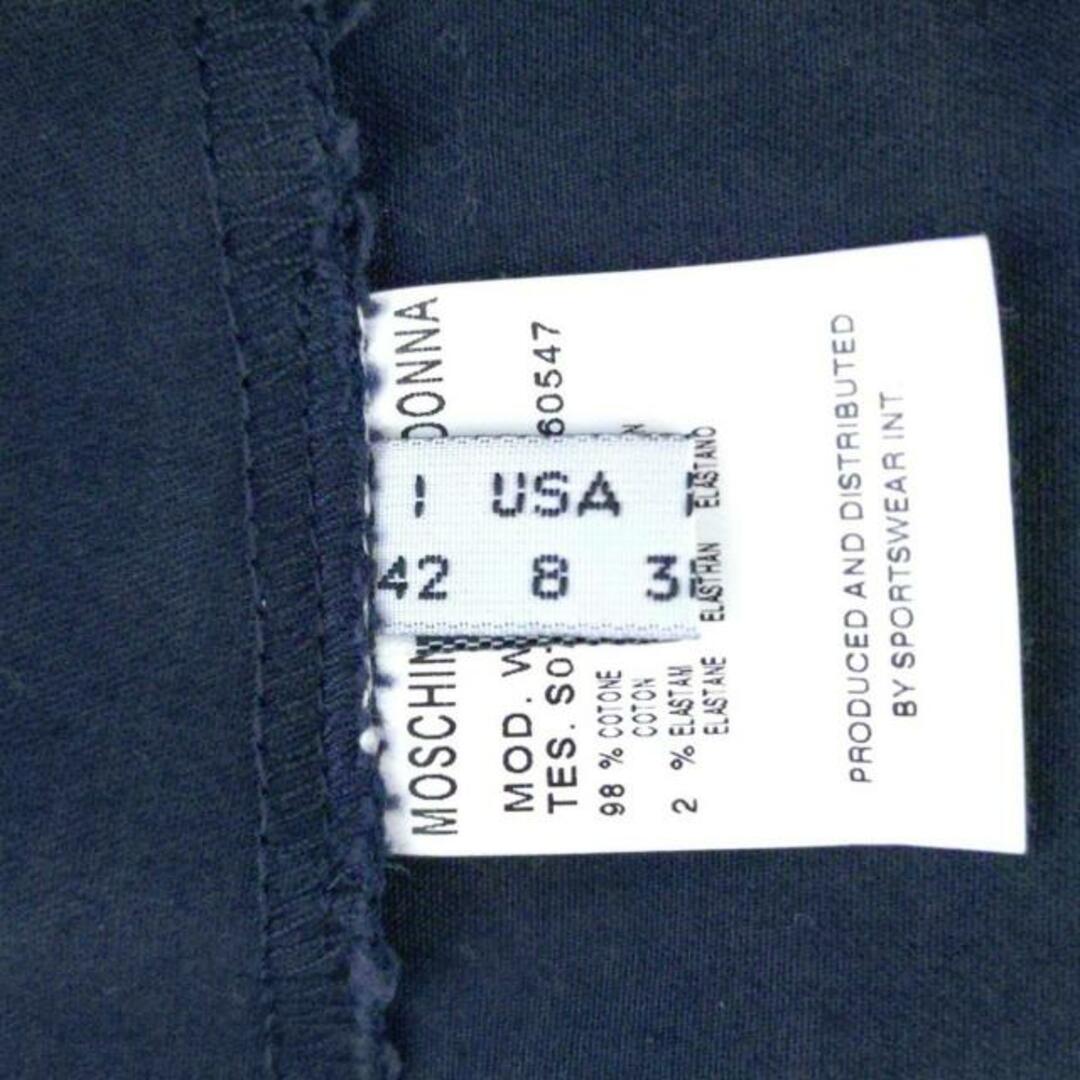 I USA
42 8 3
MOSCHIN DONNA
MOD. W
TES. SO 60547
98 % COTONE
COTON
2 % ELASTAM ELASTHAN ELASTANO
ELASTANE
PRODUCED AND DISTRIBUTED
BY SPORTSWEAR INT.